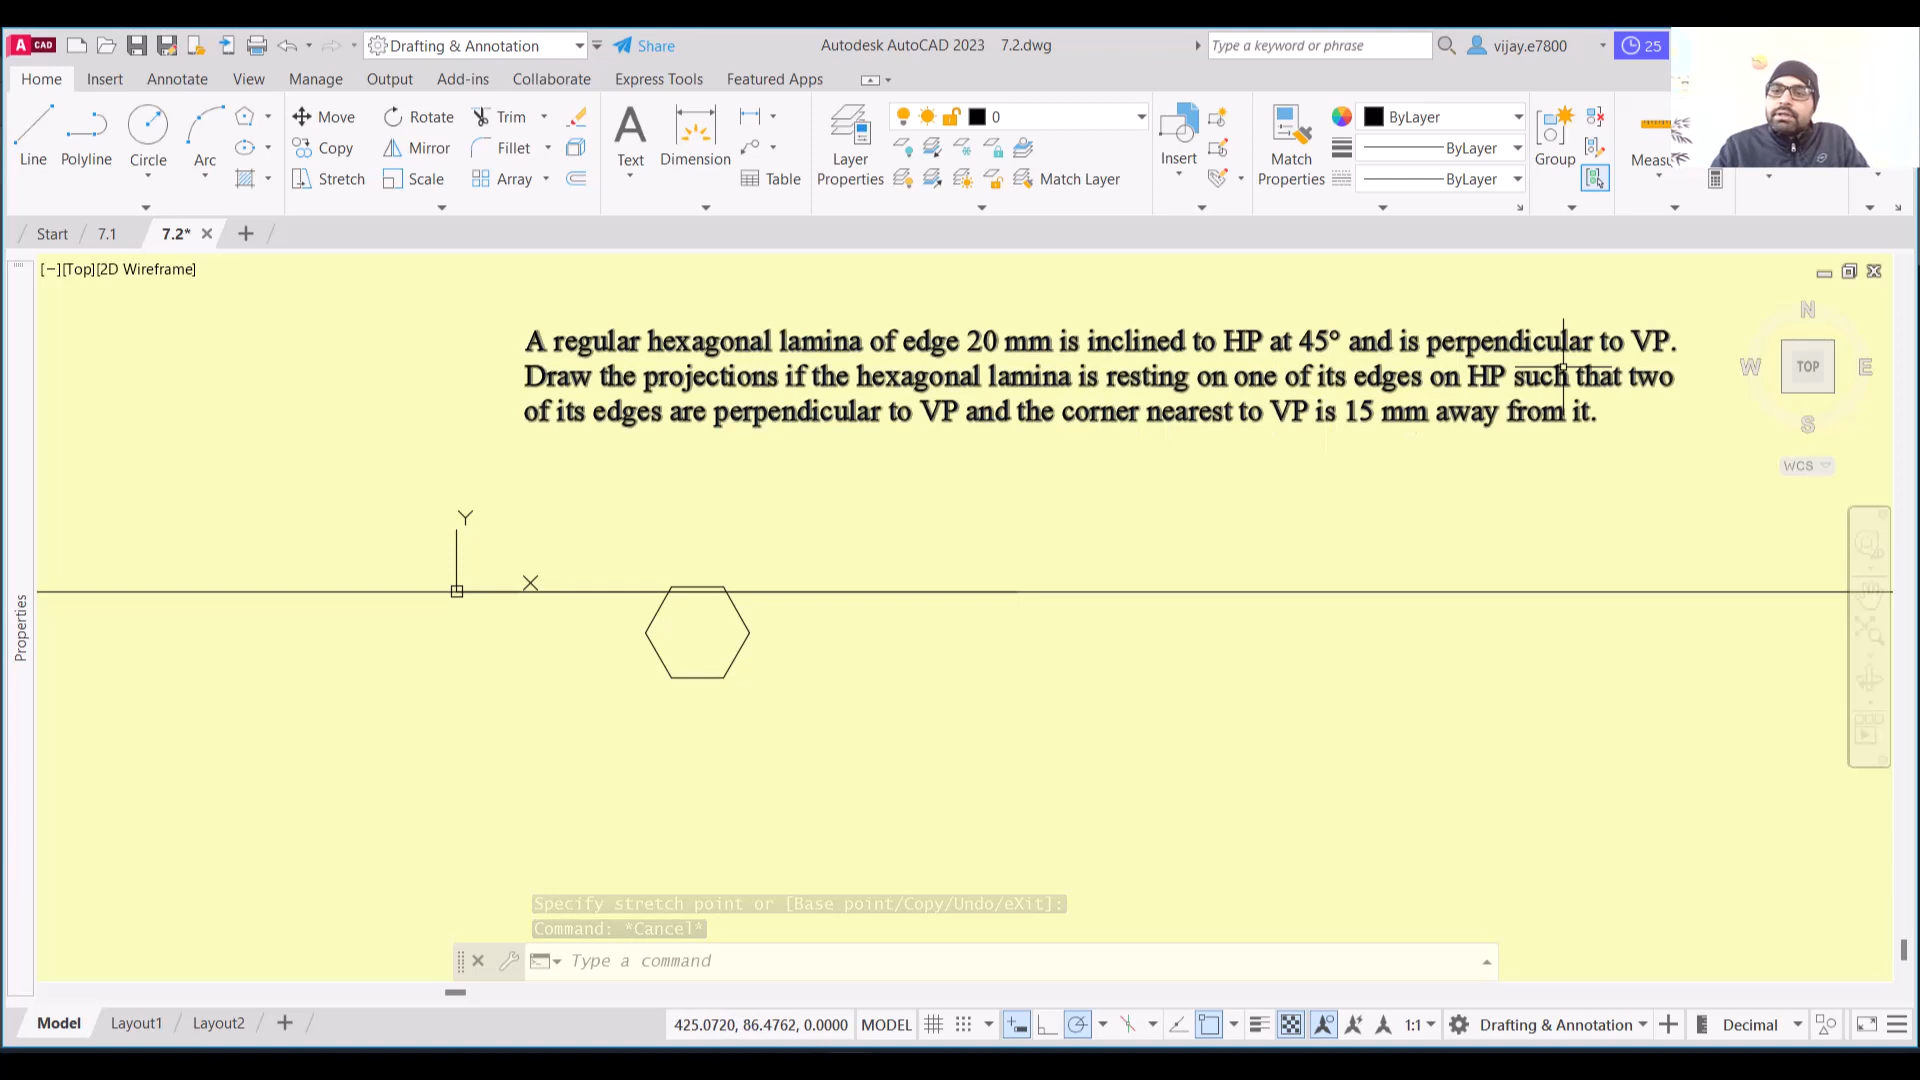 A CAD
Drafting & Annotation
Share
Autodesk AutoCAD 2023 7.2.dwg
Type a keyword or phrase
vijay.e7800
25
Home Insert Annotate View Manage Output Add-ins Collaborate Express Tools Featured Apps
Line Polyline Circle Arc
Move Rotate Trim
Copy Mirror Fillet
Stretch Scale Array
Text Dimension Table
Layer Properties
0
Match Layer
Insert
Match Properties
ByLayer
ByLayer
ByLayer
Group
Start 7.1 7.2* +
[−][Top][2D Wireframe]
A regular hexagonal lamina of edge 20 mm is inclined to HP at 45° and is perpendicular to VP.
Draw the projections if the hexagonal lamina is resting on one of its edges on HP such that two
of its edges are perpendicular to VP and the corner nearest to VP is 15 mm away from it.
N
W TOP E
S
WCS
Y
X
Properties
Specify stretch point or [Base point/Copy/Undo/eXit]:
Command: *Cancel*
Type a command
Model Layout1 Layout2 +
425.0720, 86.4762, 0.0000 MODEL 1:1 Drafting & Annotation Decimal